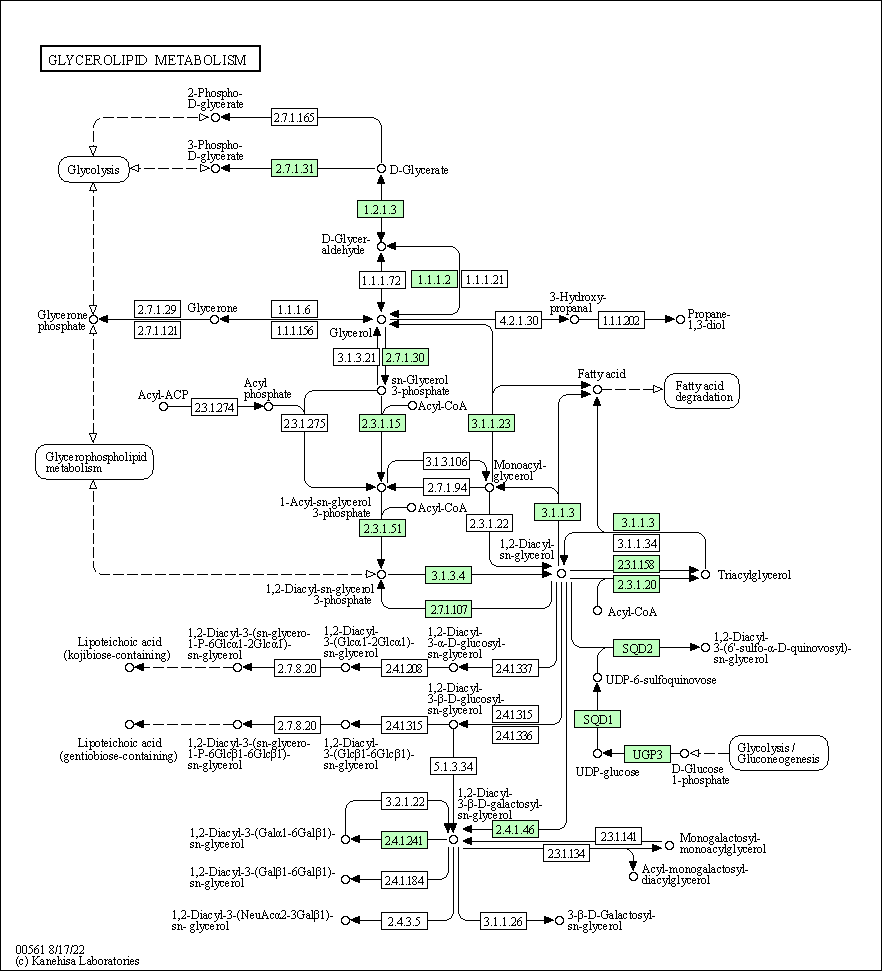 GLYCEROLIPID METABOLISM
2-Phospho-
D-glycerate
2.7.1.165
3-Phospho-
D-glycerate
Glycolysis
2.7.1.31
D-Glycerate
1.2.1.3
D-Glycer-
aldehyde
1.1.1.72
1.1.1.2
1.1.1.21
3-Hydroxy-
propanal
Glycerone
phosphate
2.7.1.29
2.7.1.121
Glycerone
1.1.1.6
1.1.1.156
Glycerol
4.2.1.30
1.1.1202
Propane-
1,3-diol
3.1.3.21
2.7.1.30
sn-Glycerol
3-phosphate
Fatty acid
Fatty acid
degradation
Acyl-ACP
2.3.1.274
Acyl
phosphate
2.3.1.275
2.3.1.15
Acyl-CoA
3.1.1.23
Glycerophospholipid
metabolism
3.1.3.106
2.7.1.94
Monoacyl-
glycerol
1-Acyl-sn-glycerol
3-phosphate
Acyl-CoA
2.3.1.51
2.3.1.22
3.1.1.3
3.1.1.3
3.1.1.34
1,2-Diacyl-
sn-glycerol
2.3.1.158
2.3.1.20
Triacylglycerol
3.1.3.4
1,2-Diacyl-sn-glycerol
3-phosphate
2.7.1.107
Acyl-CoA
Lipoteichoic acid
(kojibiose-containing)
1,2-Diacyl-3-(sn-glycero-
1-P-6Glcα1-2Glcα1)-
sn-glycerol
2.7.8.20
1,2-Diacyl-
3-(Glcα1-2Glcα1)-
sn-glycerol
2.4.1.208
1,2-Diacyl-
3-α-D-glucosyl-
sn-glycerol
2.4.1.337
SQD2
1,2-Diacyl-
3-(6'-sulfo-α-D-quinovosyl)-
sn-glycerol
UDP-6-sulfoquinovose
1,2-Diacyl-
3-β-D-glucosyl-
sn-glycerol
2.4.1.315
2.4.1.336
SQD1
2.7.8.20
2.4.1.315
Lipoteichoic acid
(gentiobiose-containing)
1,2-Diacyl-3-(sn-glycero-
1-P-6Glcβ1-6Glcβ1)-
sn-glycerol
1,2-Diacyl-
3-(Glcβ1-6Glcβ1)-
sn-glycerol
5.1.3.34
UDP-glucose
UGP3
D-Glucose
1-phosphate
Glycolysis /
Gluconeogenesis
1,2-Diacyl-
3-β-D-galactosyl-
sn-glycerol
3.2.1.22
2.4.1.46
1,2-Diacyl-3-(Galα1-6Galβ1)-
sn-glycerol
2.4.1.241
2.3.1.141
2.3.1.134
Monogalactosyl-
monoacylglycerol
Acyl-monogalactosyl-
diacylglycerol
1,2-Diacyl-3-(Galβ1-6Galβ1)-
sn-glycerol
2.4.1.184
1,2-Diacyl-3-(NeuAcα2-3Galβ1)-
sn- glycerol
2.4.3.5
3.1.1.26
3-β-D-Galactosyl-
sn-glycerol
00561 8/17/22
(c) Kanehisa Laboratories